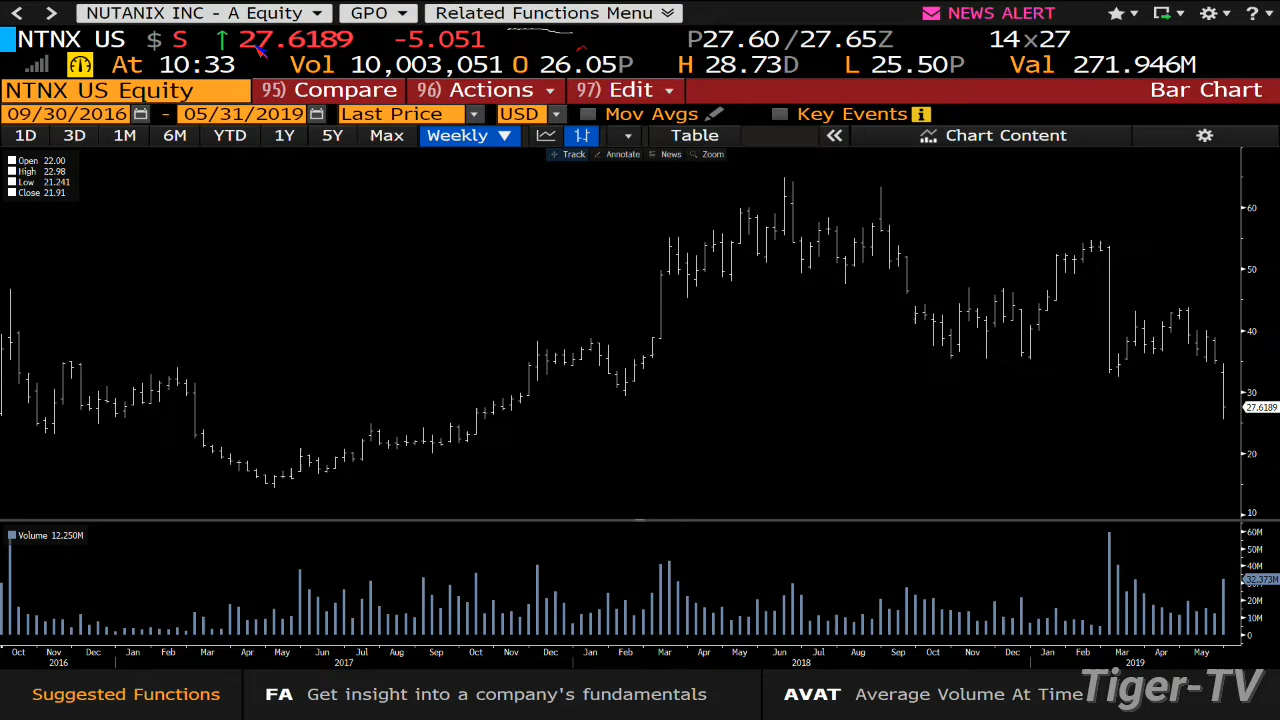 NUTANIX INC - A Equity GPO Related Functions Menu NEWS ALERT ?
NTNX US $ S ↑ 27.6189 -5.051 P27.60/27.65Z 14x27
At 10:33 Vol 10,003,051 O 26.05P H 28.73D L 25.50P Val 271.946M
NTNX US Equity 95) Compare 96) Actions 97) Edit Bar Chart
09/30/2016 - 05/31/2019 Last Price USD Mov Avgs Key Events i
1D 3D 1M 6M YTD 1Y 5Y Max Weekly ▼ Table « Chart Content
Track Annotate News Zoom
Open 22.00
High 22.98
Low 21.241
Close 21.91
60
50
40
30
27.6189
20
10
Volume 12.250M
60M
50M
40M
32.373M
20M
10M
0
Oct Nov Dec Jan Feb Mar Apr May Jun Jul Aug Sep Oct Nov Dec Jan Feb Mar Apr May Jun Jul Aug Sep Oct Nov Dec Jan Feb Mar Apr May
2016 2017 2018 2019
Suggested Functions FA Get insight into a company's fundamentals AVAT Average Volume At Time
Tiger-TV